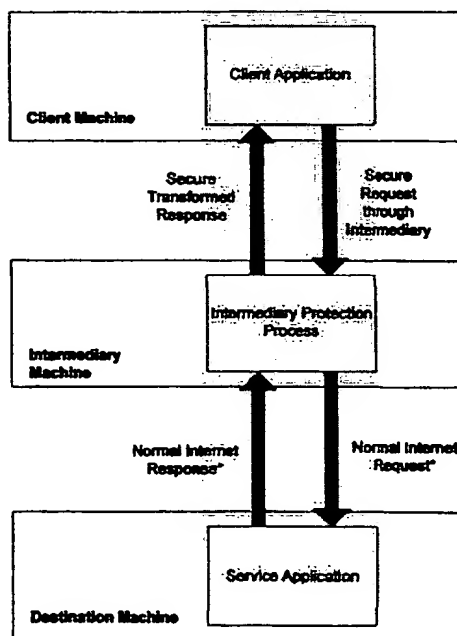 Client Application
Client Machine
Secure
Transformed
Response
Secure
Request
through
Intermediary
Intermediary Protection
Process
Intermediary
Machine
Normal Internet
Response*
Normal Internet
Request*
Service Application
Destination Machine